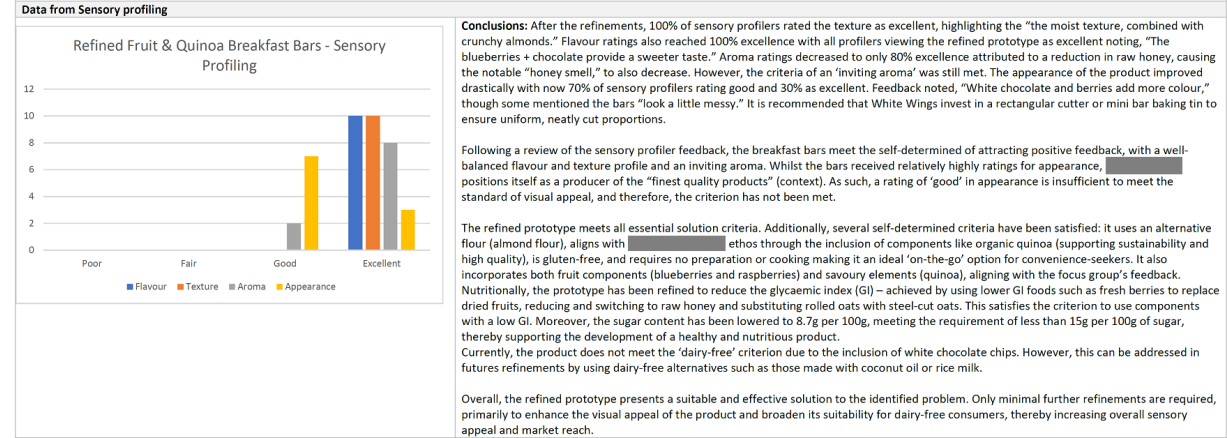 Data from Sensory profiling
Refined Fruit & Quinoa Breakfast Bars - Sensory
Profiling
12
10
8
6
4
2
0
Poor Fair Good Excellent
Flavour Texture Aroma Appearance
Conclusions: After the refinements, 100% of sensory profilers rated the texture as excellent, highlighting the “the moist texture, combined with
crunchy almonds.” Flavour ratings also reached 100% excellence with all profilers viewing the refined prototype as excellent noting, “The
blueberries + chocolate provide a sweeter taste.” Aroma ratings decreased to only 80% excellence attributed to a reduction in raw honey, causing
the notable “honey smell,” to also decrease. However, the criteria of an ‘inviting aroma’ was still met. The appearance of the product improved
drastically with now 70% of sensory profilers rating good and 30% as excellent. Feedback noted, “White chocolate and berries add more colour,”
though some mentioned the bars “look a little messy.” It is recommended that White Wings invest in a rectangular cutter or mini bar baking tin to
ensure uniform, neatly cut proportions.
Following a review of the sensory profiler feedback, the breakfast bars meet the self-determined of attracting positive feedback, with a well-
balanced flavour and texture profile and an inviting aroma. Whilst the bars received relatively highly ratings for appearance,
positions itself as a producer of the “finest quality products” (context). As such, a rating of ‘good’ in appearance is insufficient to meet the
standard of visual appeal, and therefore, the criterion has not been met.
The refined prototype meets all essential solution criteria. Additionally, several self-determined criteria have been satisfied: it uses an alternative
flour (almond flour), aligns with ethos through the inclusion of components like organic quinoa (supporting sustainability and
high quality), is gluten-free, and requires no preparation or cooking making it an ideal ‘on-the-go’ option for convenience-seekers. It also
incorporates both fruit components (blueberries and raspberries) and savoury elements (quinoa), aligning with the focus group’s feedback.
Nutritionally, the prototype has been refined to reduce the glycaemic index (GI) – achieved by using lower GI foods such as fresh berries to replace
dried fruits, reducing and switching to raw honey and substituting rolled oats with steel-cut oats. This satisfies the criterion to use components
with a low GI. Moreover, the sugar content has been lowered to 8.7g per 100g, meeting the requirement of less than 15g per 100g of sugar,
thereby supporting the development of a healthy and nutritious product.
Currently, the product does not meet the ‘dairy-free’ criterion due to the inclusion of white chocolate chips. However, this can be addressed in
futures refinements by using dairy-free alternatives such as those made with coconut oil or rice milk.
Overall, the refined prototype presents a suitable and effective solution to the identified problem. Only minimal further refinements are required,
primarily to enhance the visual appeal of the product and broaden its suitability for dairy-free consumers, thereby increasing overall sensory
appeal and market reach.